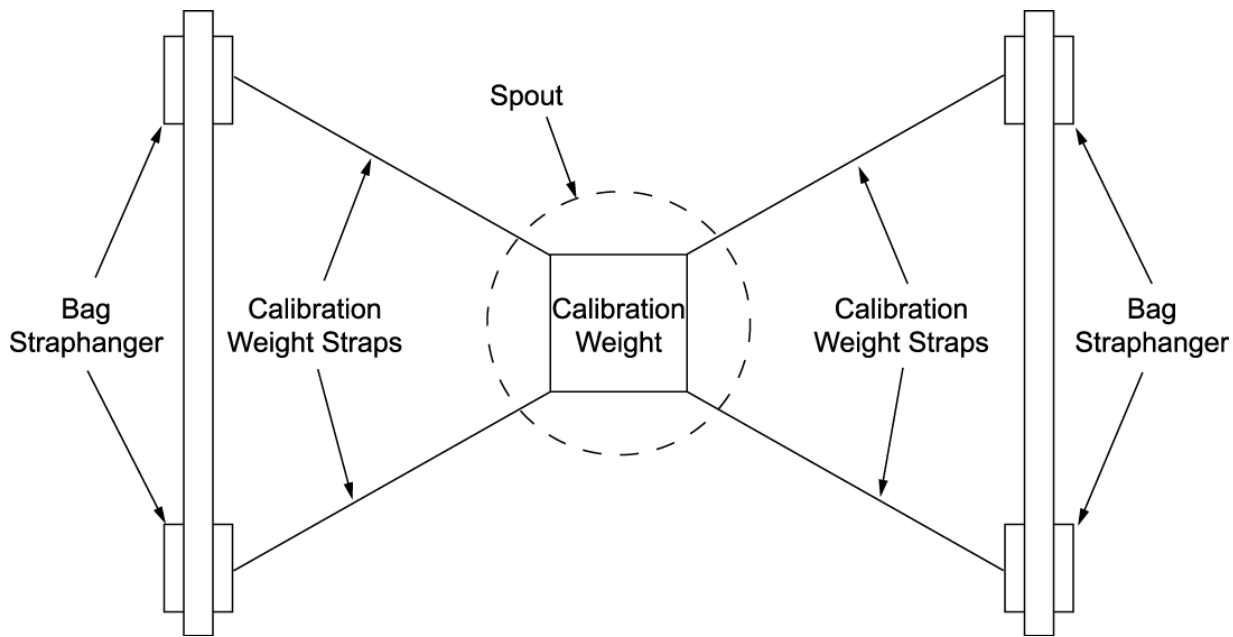 Spout
Bag
Straphanger
Calibration
Weight Straps
Calibration
Weight
Calibration
Weight Straps
Bag
Straphanger